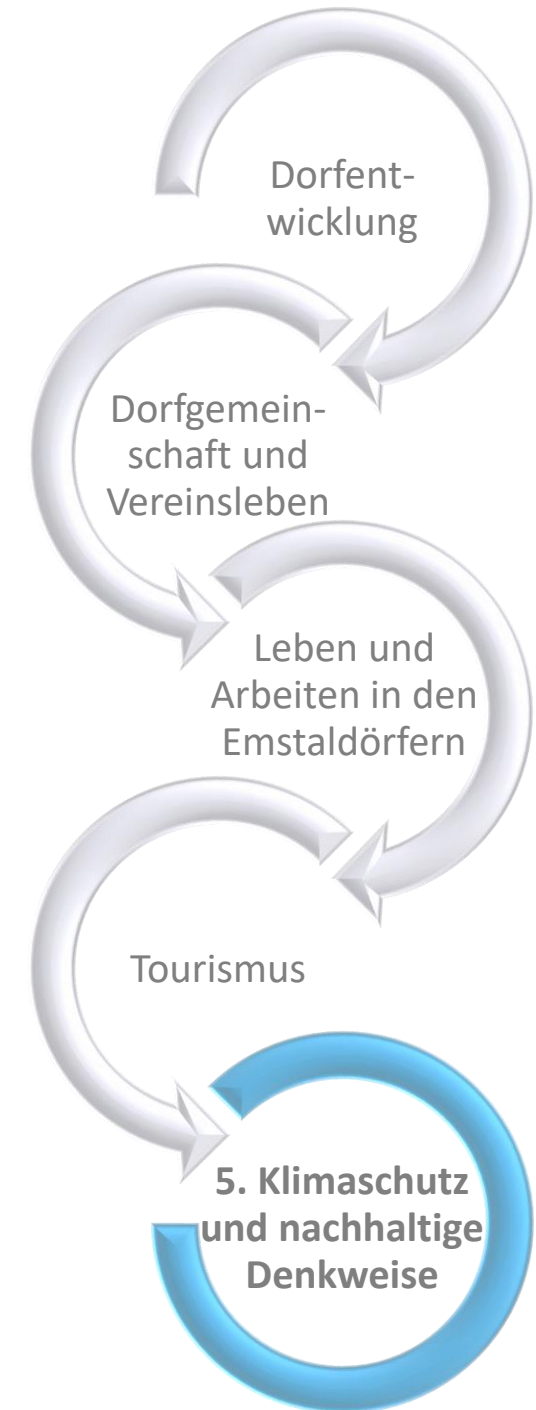 Dorfent-
wicklung
Dorfgemein-
schaft und
Vereinsleben
Leben und
Arbeiten in den
Emstaldörfern
Tourismus
5. Klimaschutz
und nachhaltige
Denkweise